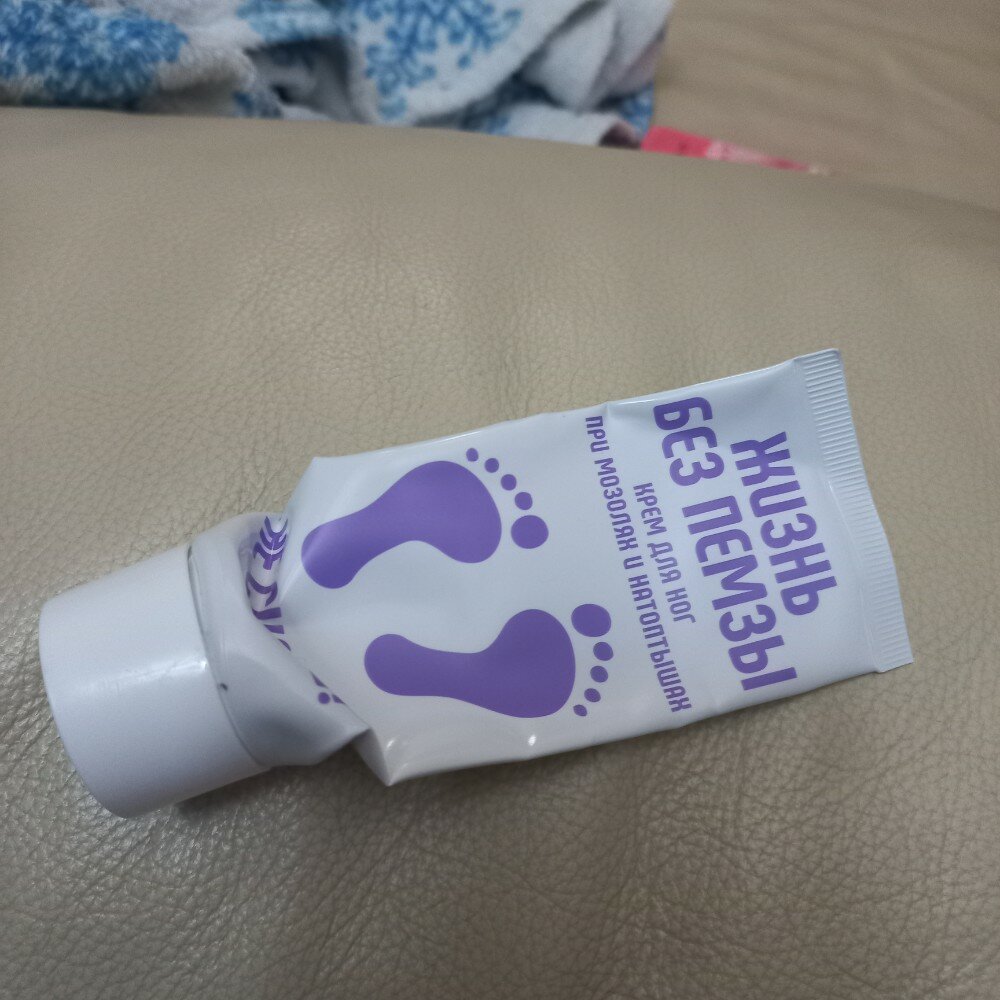 ЖИЗНЬ
БЕЗ ПЕМЗЫ
КРЕМ ДЛЯ НОГ
ПРИ МОЗОЛЯХ И НАТОПТЫШАХ